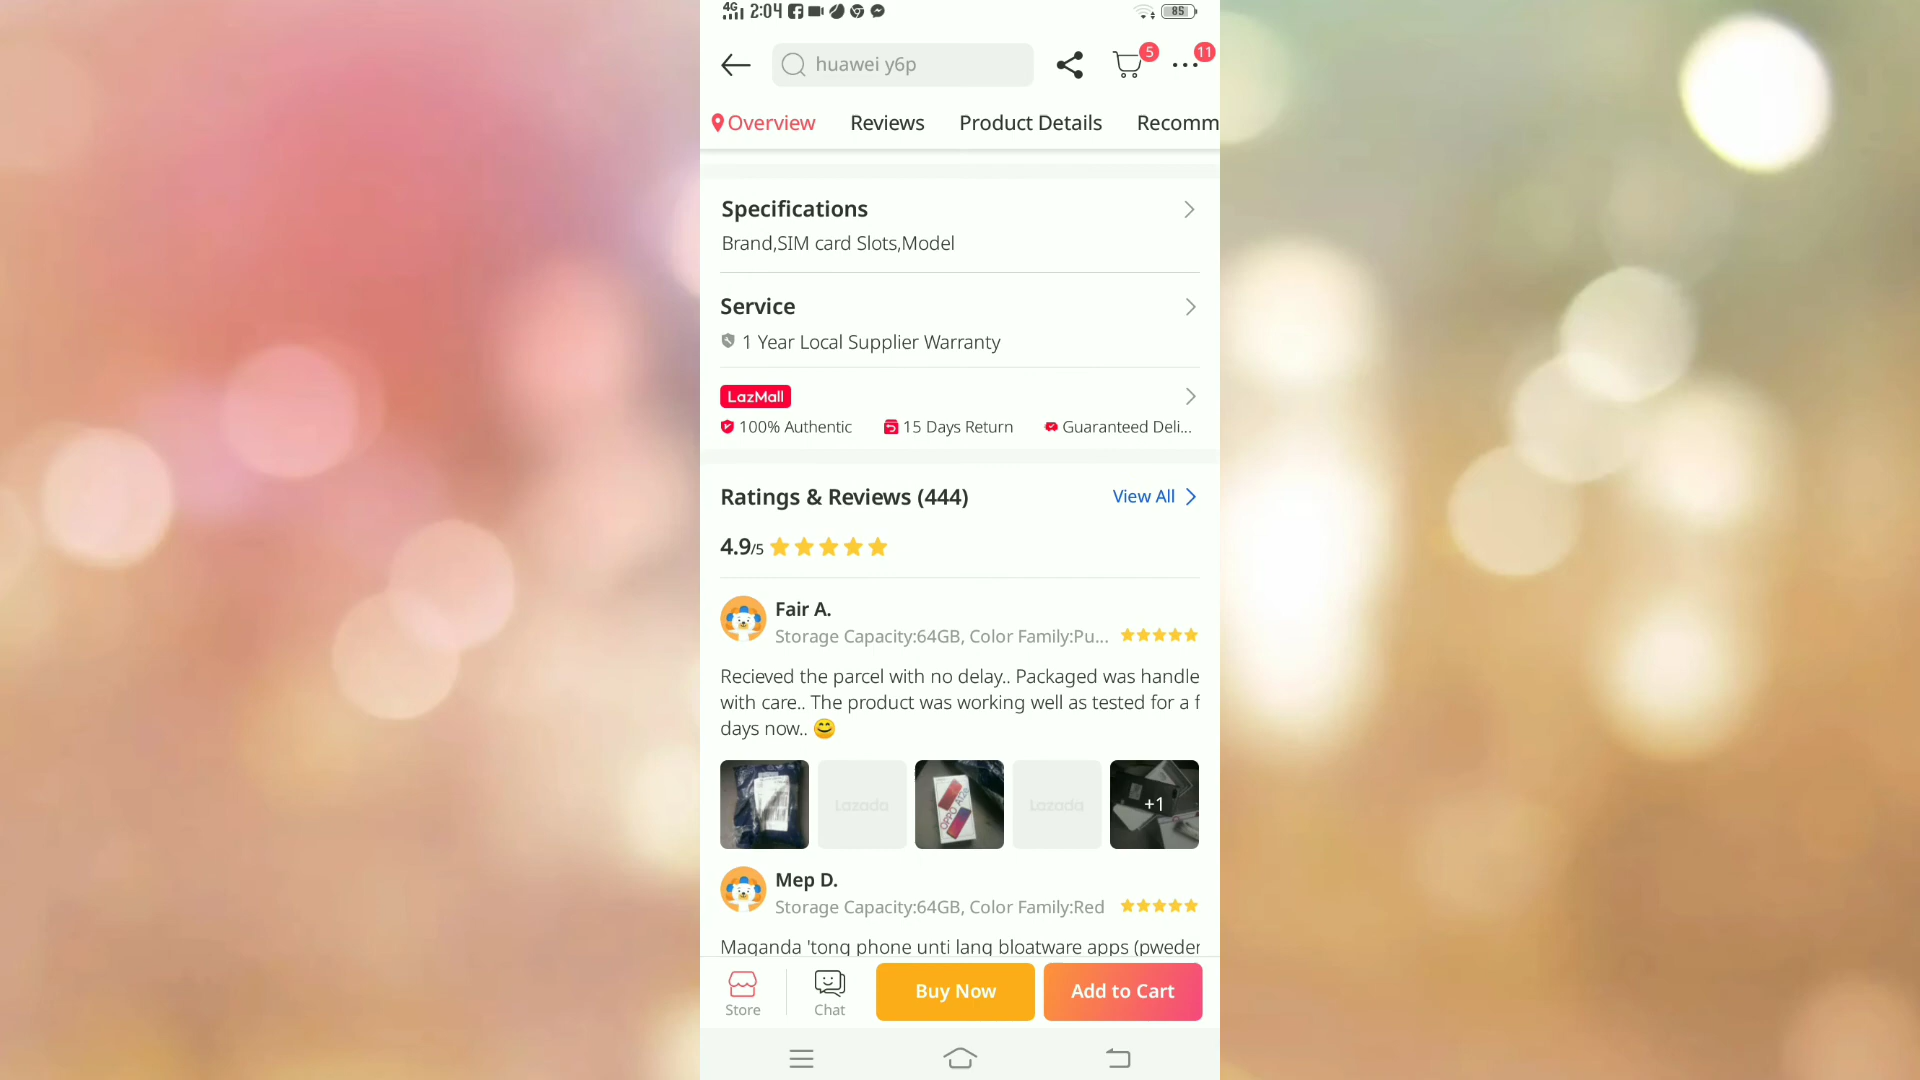 4G 2:04 85
huawei y6p 5 11
Overview Reviews Product Details Recomm
Specifications
Brand,SIM card Slots,Model
Service
1 Year Local Supplier Warranty
LazMall
100% Authentic 15 Days Return Guaranteed Deli...
Ratings & Reviews (444) View All
4.9/5
Fair A.
Storage Capacity:64GB, Color Family:Pu...
Recieved the parcel with no delay.. Packaged was handle
with care.. The product was working well as tested for a f
days now.. 😊
Lazada OPPO Lazada +1
Mep D.
Storage Capacity:64GB, Color Family:Red
Maganda 'tong phone unti lang bloatware apps (pweder
Store Chat Buy Now Add to Cart